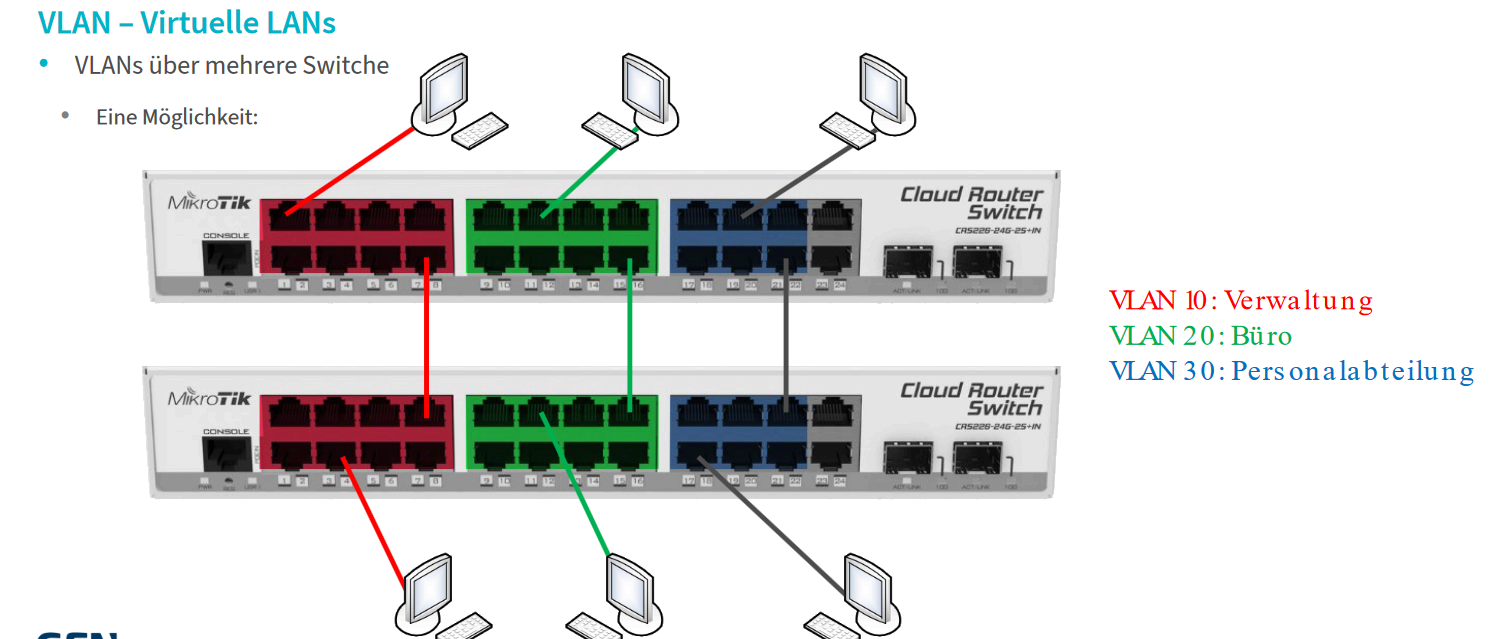 VLAN – Virtuelle LANs
• VLANs über mehrere Switche
• Eine Möglichkeit:
MikroTik
CONSOLE
Cloud Router
Switch
CRS226-24G-2S+IN
1 2 3 4 5 6 7 8 9 10 11 12 13 14 15 16 17 18 19 20 21 22 23 24
VLAN 10: Verwaltung
VLAN 20: Büro
VLAN 30: Personalabteilung
MikroTik
CONSOLE
Cloud Router
Switch
CRS226-24G-2S+IN
1 2 3 4 5 6 7 8 9 10 11 12 13 14 15 16 17 18 19 20 21 22 23 24